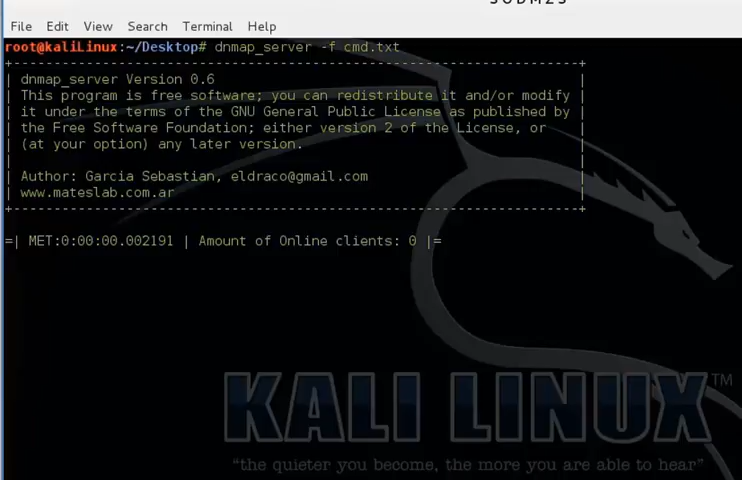 File Edit View Search Terminal Help
root@kaliLinux:~/Desktop# dnmap_server -f cmd.txt
+----------------------------------------------------------------------+
| dnmap_server Version 0.6 |
| This program is free software; you can redistribute it and/or modify |
| it under the terms of the GNU General Public License as published by |
| the Free Software Foundation; either version 2 of the License, or |
| (at your option) any later version. |
| |
| Author: Garcia Sebastian, eldraco@gmail.com |
| www.mateslab.com.ar |
+----------------------------------------------------------------------+
=| MET:0:00:00.002191 | Amount of Online clients: 0 |=
KALI LINUX™
“the quieter you become, the more you are able to hear”